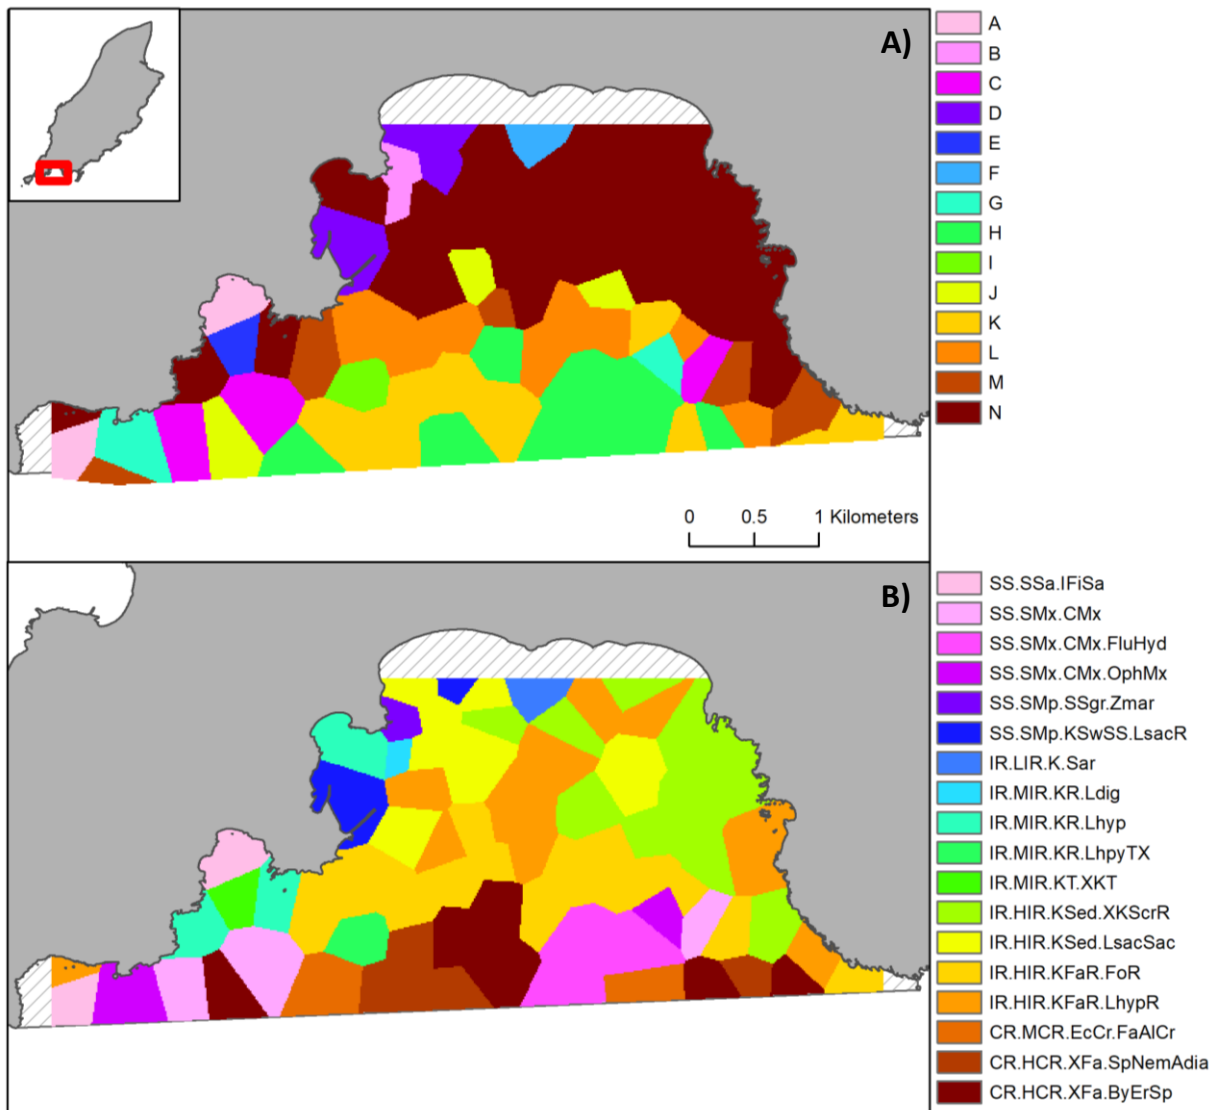 A)
A
B
C
D
E
F
G
H
I
J
K
L
M
N
0 0.5 1 Kilometers
B)
SS.SSa.IFiSa
SS.SMx.CMx
SS.SMx.CMx.FluHyd
SS.SMx.CMx.OphMx
SS.SMp.SSgr.Zmar
SS.SMp.KSwSS.LsacR
IR.LIR.K.Sar
IR.MIR.KR.Ldig
IR.MIR.KR.Lhyp
IR.MIR.KR.LhpyTX
IR.MIR.KT.XKT
IR.HIR.KSed.XKScrR
IR.HIR.KSed.LsacSac
IR.HIR.KFaR.FoR
IR.HIR.KFaR.LhypR
CR.MCR.EcCr.FaAlCr
CR.HCR.XFa.SpNemAdia
CR.HCR.XFa.ByErSp